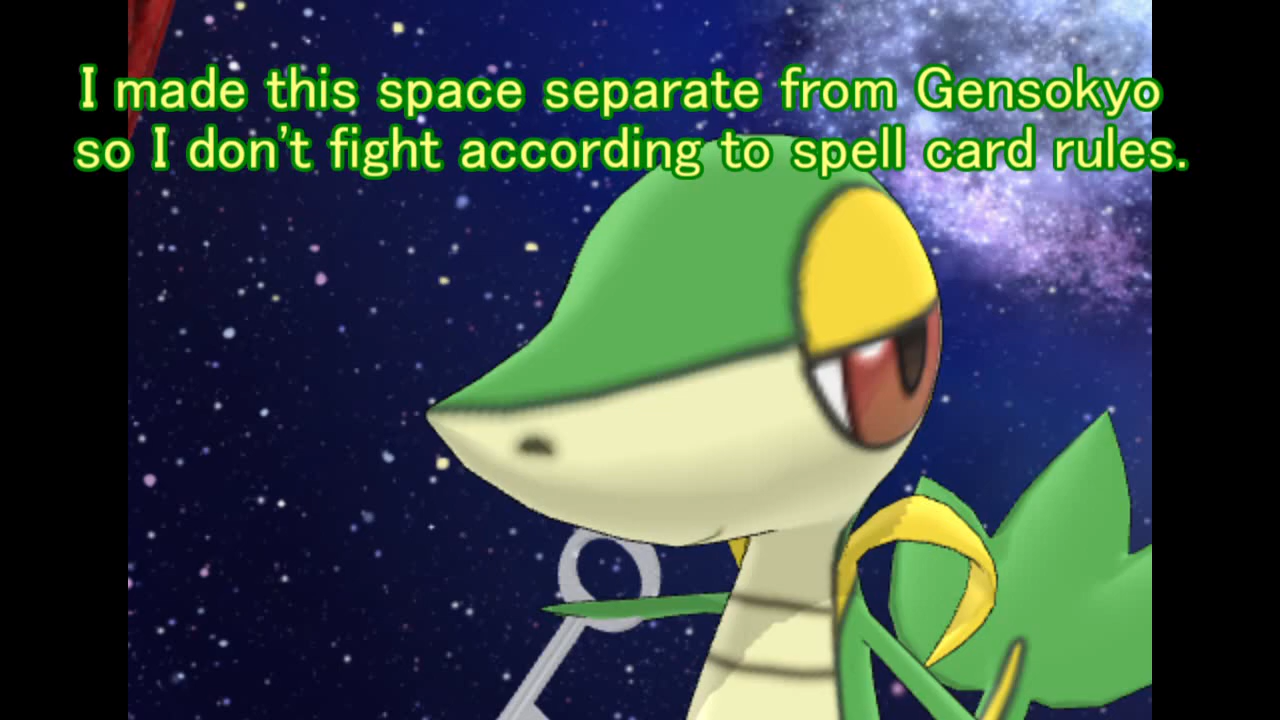 I made this space separate from Gensokyo
so I don't fight according to spell card rules.